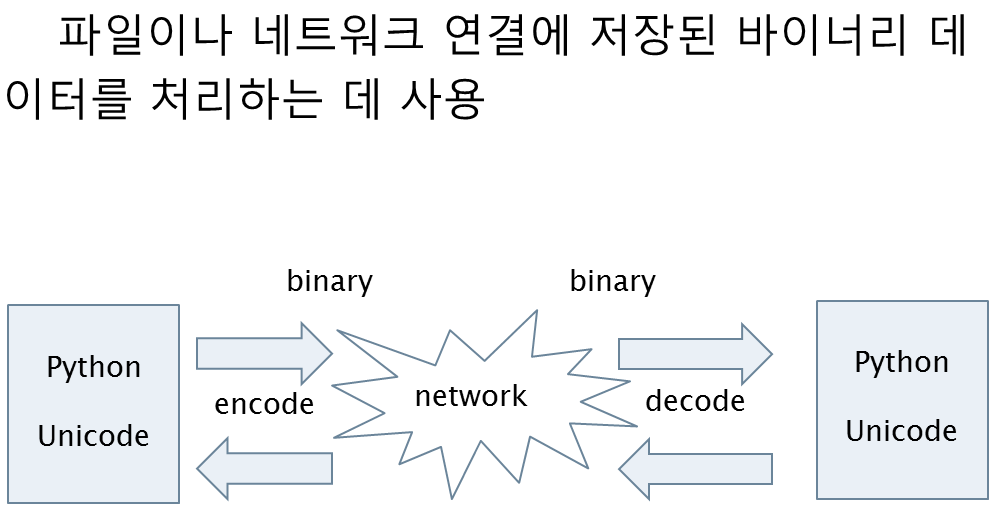 파일이나 네트워크 연결에 저장된 바이너리 데
이터를 처리하는 데 사용
binary
binary
Python
Unicode
encode
network
decode
Python
Unicode